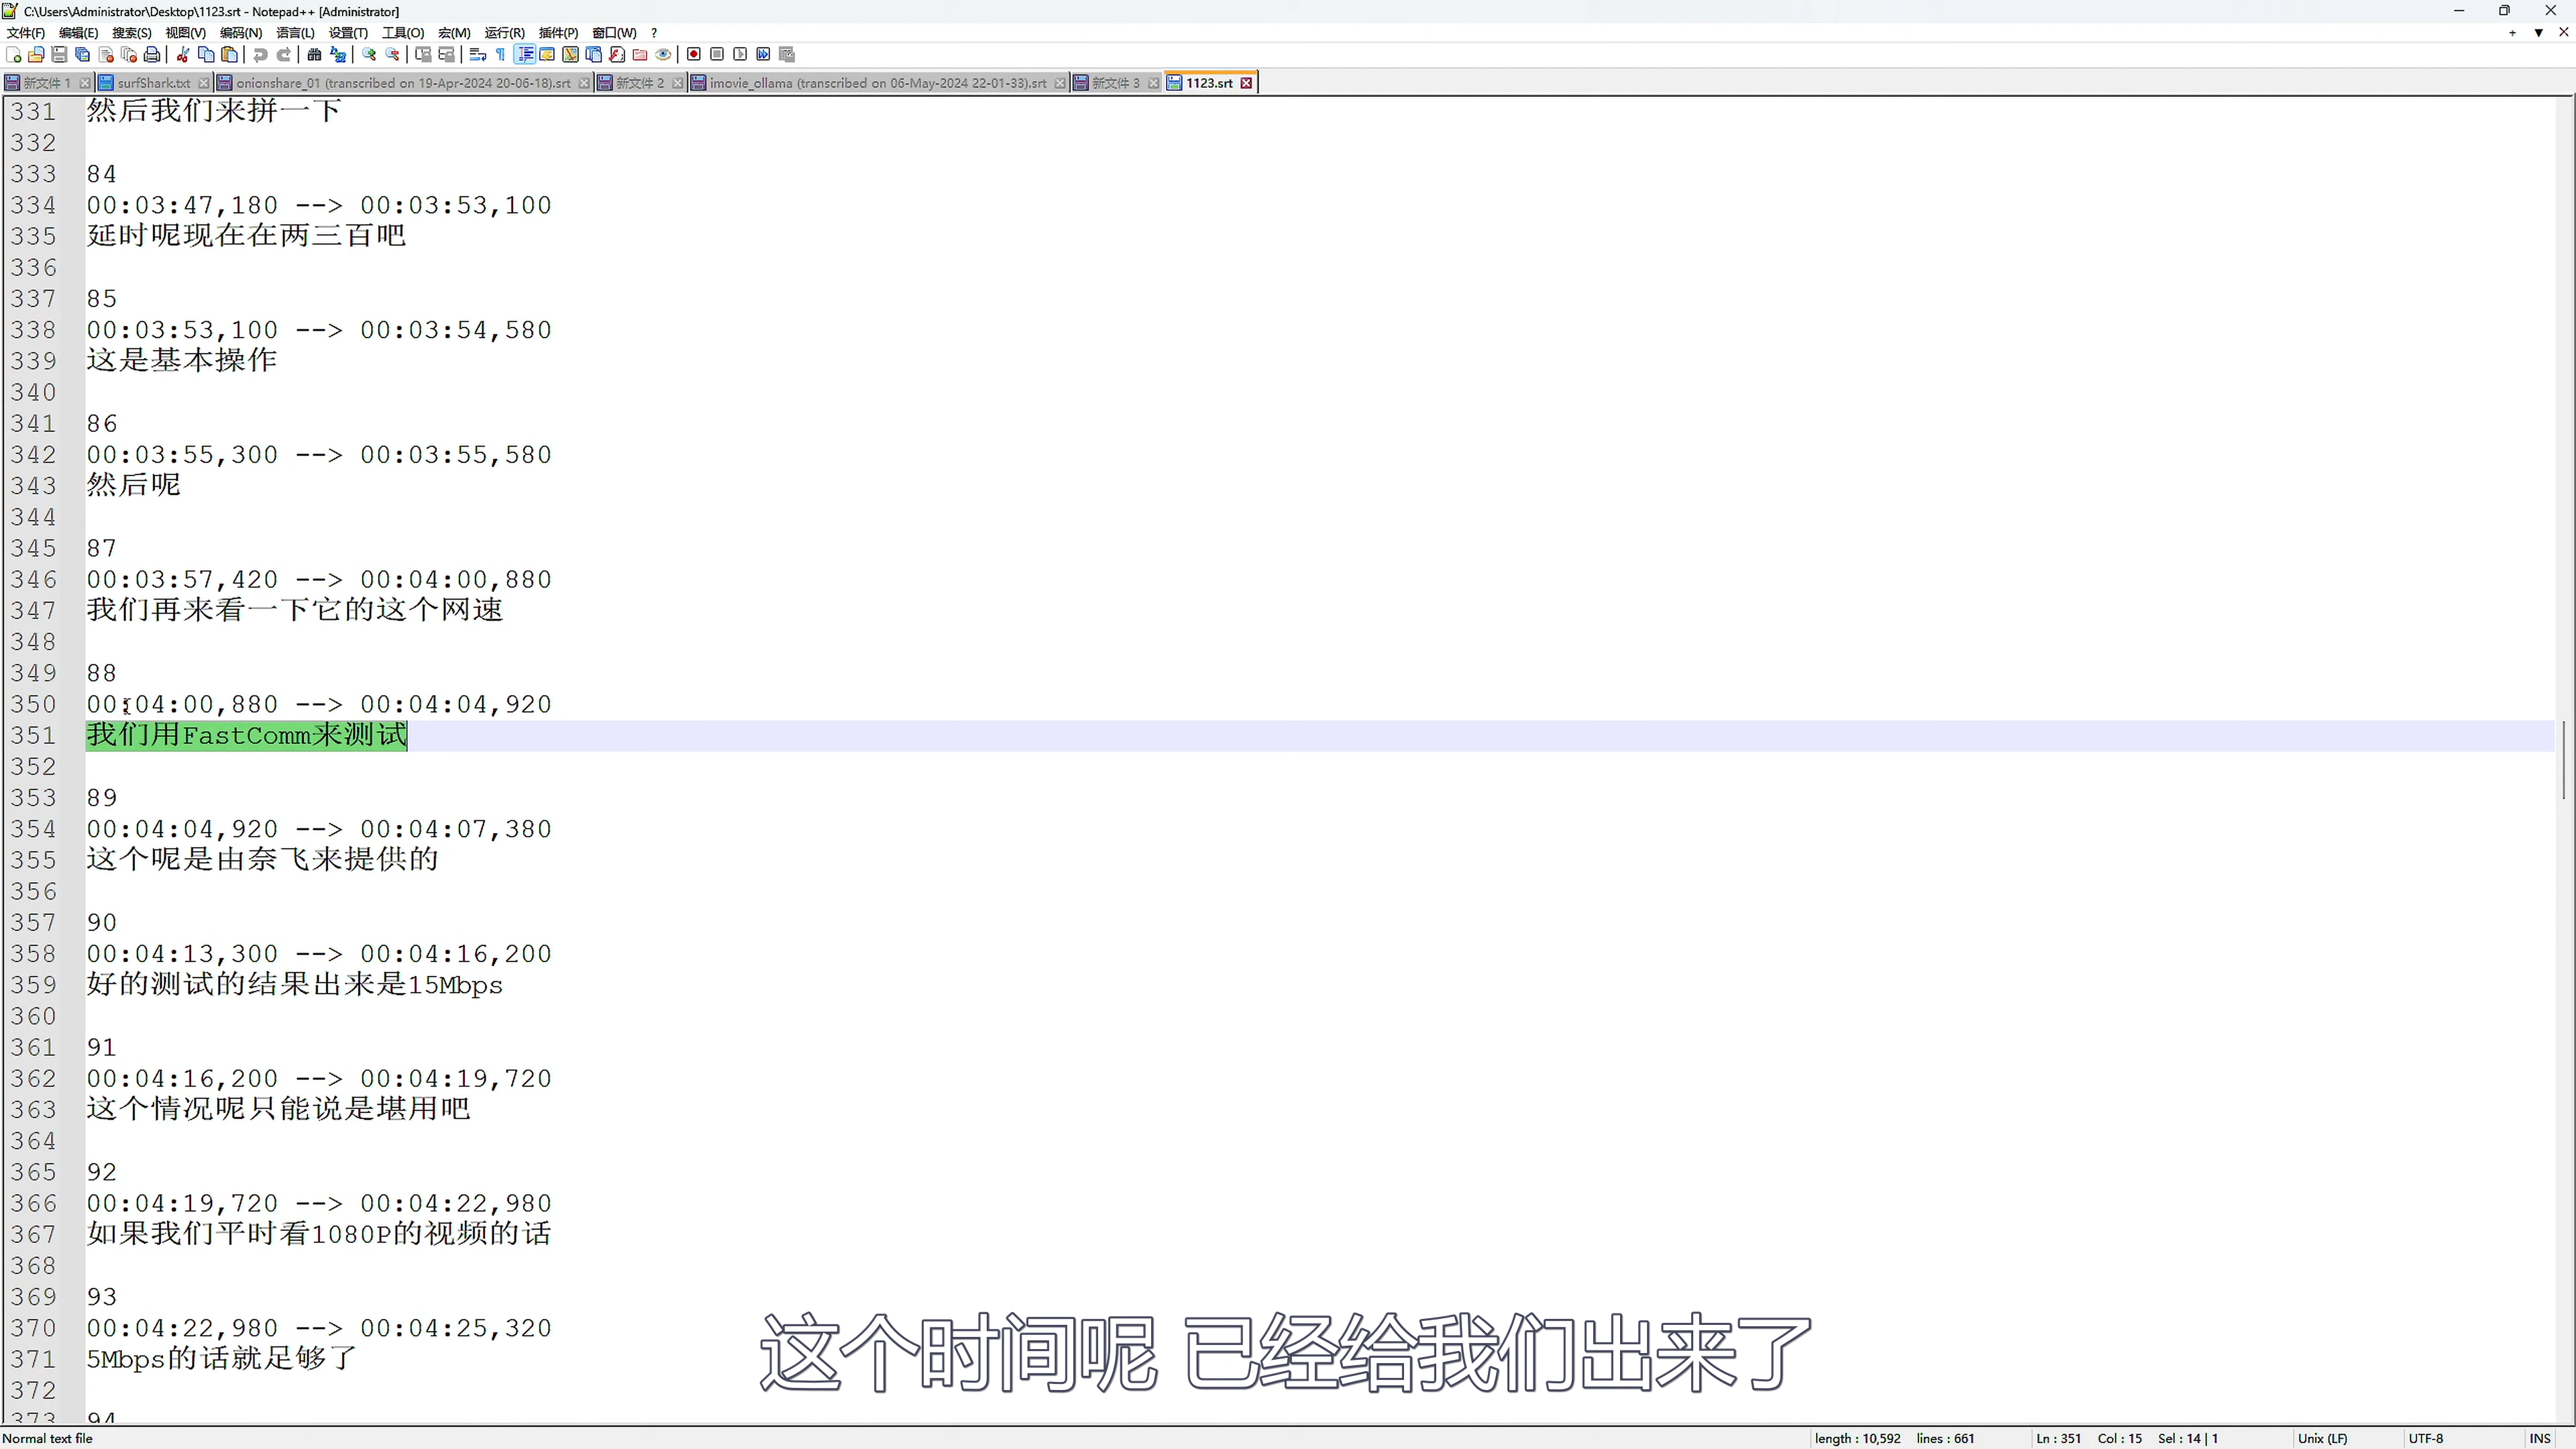 C:\Users\Administrator\Desktop\1123.srt - Notepad++ [Administrator]
文件(F) 编辑(E) 搜索(S) 视图(V) 编码(N) 语言(L) 设置(T) 工具(O) 宏(M) 运行(R) 插件(P) 窗口(W) ?
新文件 1 surfShark.txt onionshare_01 (transcribed on 19-Apr-2024 20-06-18).srt 新文件 2 imovie_ollama (transcribed on 06-May-2024 22-01-33).srt 新文件 3 1123.srt
331 然后我们来拼一下
332
333 84
334 00:03:47,180 --> 00:03:53,100
335 延时呢现在在两三百吧
336
337 85
338 00:03:53,100 --> 00:03:54,580
339 这是基本操作
340
341 86
342 00:03:55,300 --> 00:03:55,580
343 然后呢
344
345 87
346 00:03:57,420 --> 00:04:00,880
347 我们再来看一下它的这个网速
348
349 88
350 00:04:00,880 --> 00:04:04,920
351 我们用FastComm来测试
352
353 89
354 00:04:04,920 --> 00:04:07,380
355 这个呢是由奈飞来提供的
356
357 90
358 00:04:13,300 --> 00:04:16,200
359 好的测试的结果出来是15Mbps
360
361 91
362 00:04:16,200 --> 00:04:19,720
363 这个情况呢只能说是堪用吧
364
365 92
366 00:04:19,720 --> 00:04:22,980
367 如果我们平时看1080P的视频的话
368
369 93
370 00:04:22,980 --> 00:04:25,320
371 5Mbps的话就足够了
372
373 94
这个时间呢 已经给我们出来了
Normal text file length : 10,592 lines : 661 Ln : 351 Col : 15 Sel : 14 | 1 Unix (LF) UTF-8 INS